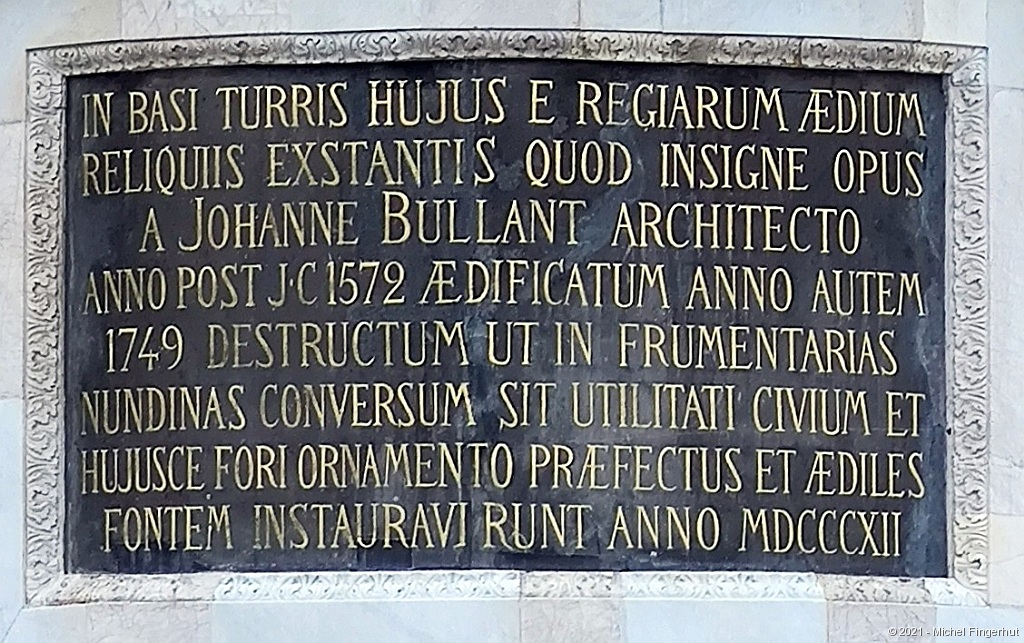 IN BASI TURRIS HUJUS E REGIARUM ÆDIUM
RELIQUIIS EXSTANTIS QUOD INSIGNE OPUS
A JOHANNE BULLANT ARCHITECTO
ANNO POST J·C 1572 ÆDIFICATUM ANNO AUTEM
1749 DESTRUCTUM UT IN FRUMENTARIAS
NUNDINAS CONVERSUM SIT UTILITATI CIVIUM ET
HUJUSCE FORI ORNAMENTO PRÆFECTUS ET ÆDILES
FONTEM INSTAURAVIRUNT ANNO MDCCCXII
© 2021 - Michel Fingerhut